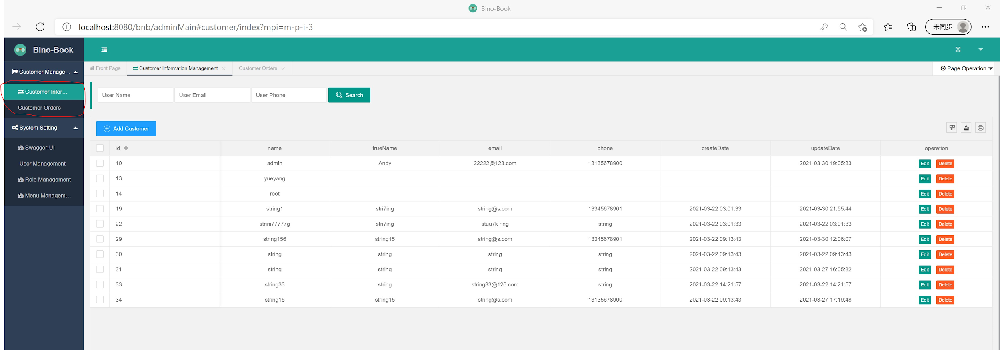 Bino-Book
localhost:8080/bnb/adminMain#customer/index?mpi=m-p-i-3
未同步
Bino-Book
Customer Manage...
Customer Infor...
Customer Orders
System Setting
Swagger-UI
User Management
Role Management
Menu Managem...
Front Page Customer Information Management Customer Orders Page Operation
User Name User Email User Phone Search
Add Customer
id name trueName email phone createDate updateDate operation
10 admin Andy 22222@123.com 13135678900 2021-03-30 19:05:33 Edit Delete
13 yueyang Edit Delete
14 root Edit Delete
19 string1 stri7ing string@s.com 13345678901 2021-03-22 03:01:33 2021-03-30 21:55:44 Edit Delete
22 strini77777g stri7ing stuu7k ring string 2021-03-22 03:01:33 2021-03-22 03:01:33 Edit Delete
29 string156 string15 string@s.com 13345678901 2021-03-22 09:13:43 2021-03-30 12:06:07 Edit Delete
30 string string string string 2021-03-22 09:13:43 2021-03-22 09:13:43 Edit Delete
31 string string string string 2021-03-22 09:13:43 2021-03-27 16:05:32 Edit Delete
33 string33 string string33@126.com string 2021-03-22 14:21:57 2021-03-22 14:21:57 Edit Delete
34 string15 string15 string@s.com 13135678900 2021-03-22 09:13:43 2021-03-27 17:19:48 Edit Delete